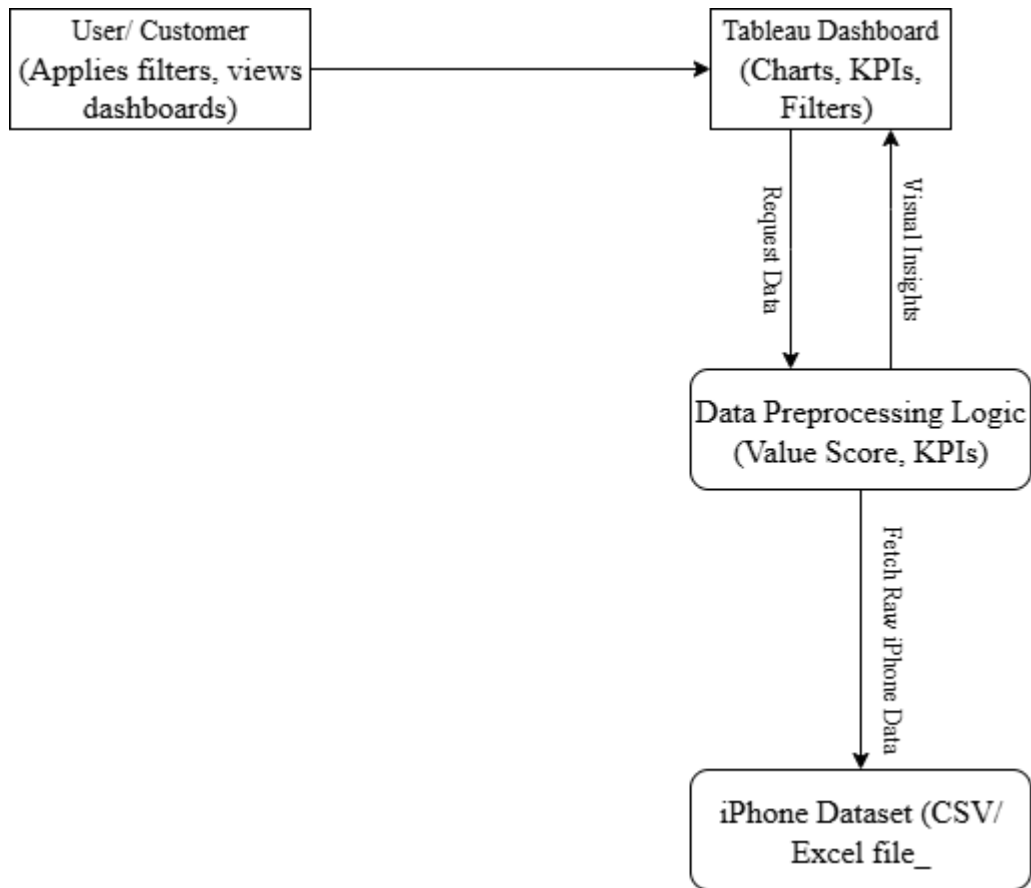 User/ Customer
(Applies filters, views
dashboards)
Tableau Dashboard
(Charts, KPIs,
Filters)
Request Data
Visual Insights
Data Preprocessing Logic
(Value Score, KPIs)
Fetch Raw iPhone Data
iPhone Dataset (CSV/
Excel file_